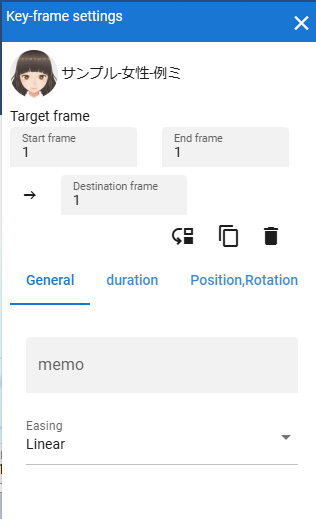 Key-frame settings
サンプル-女性-例ミ
Target frame
Start frame
1
End frame
1
Destination frame
1
General duration Position,Rotation
memo
Easing
Linear